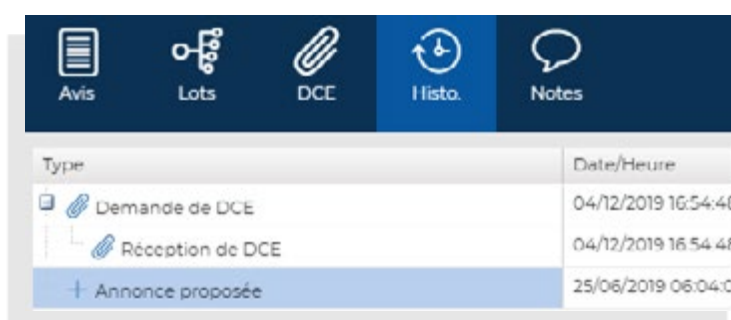 Avis Lots DCE Histo. Notes
Type Date/Heure
Demande de DCE 04/12/2019 16:54:48
Réception de DCE 04/12/2019 16:54:48
Annonce proposée 25/06/2019 06:04:0